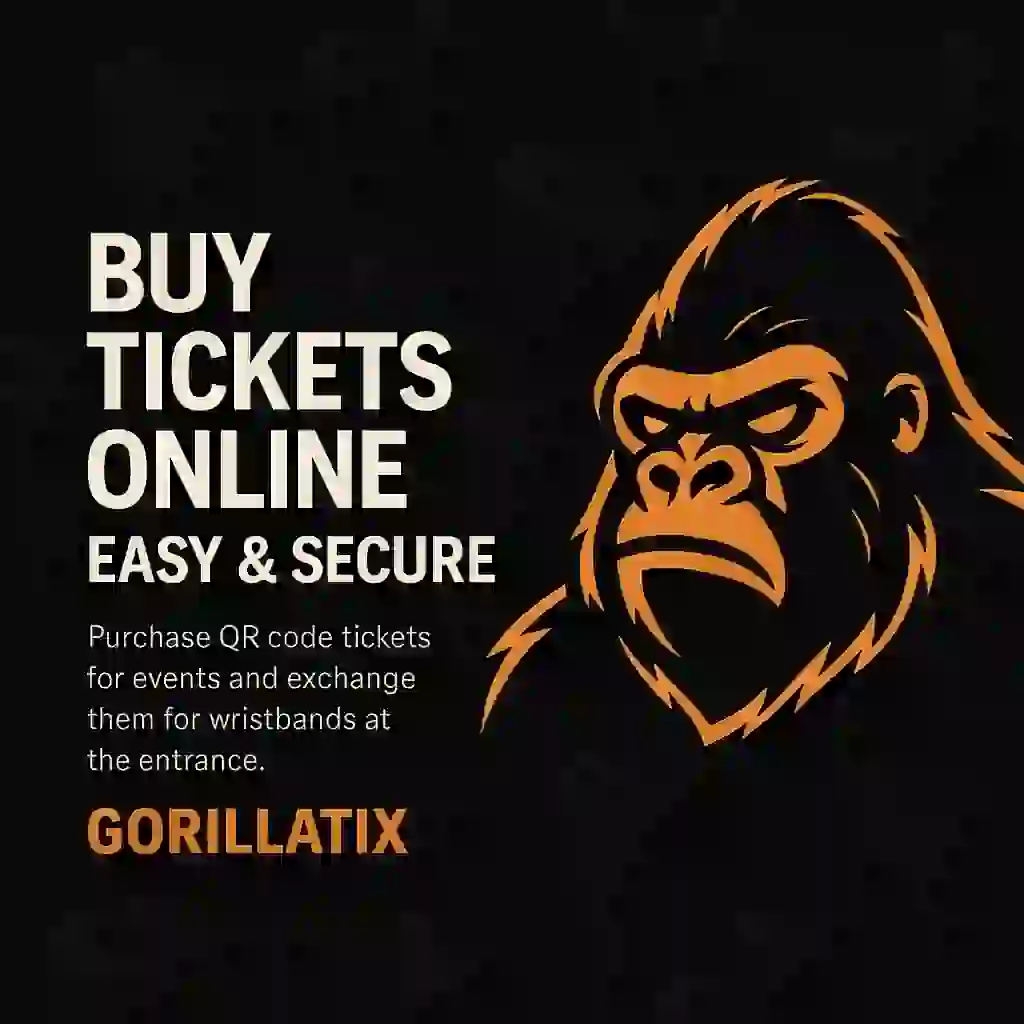 BUY
TICKETS
ONLINE
EASY & SECURE
Purchase QR code tickets
for events and exchange
them for wristbands at
the entrance.
GORILLATIX